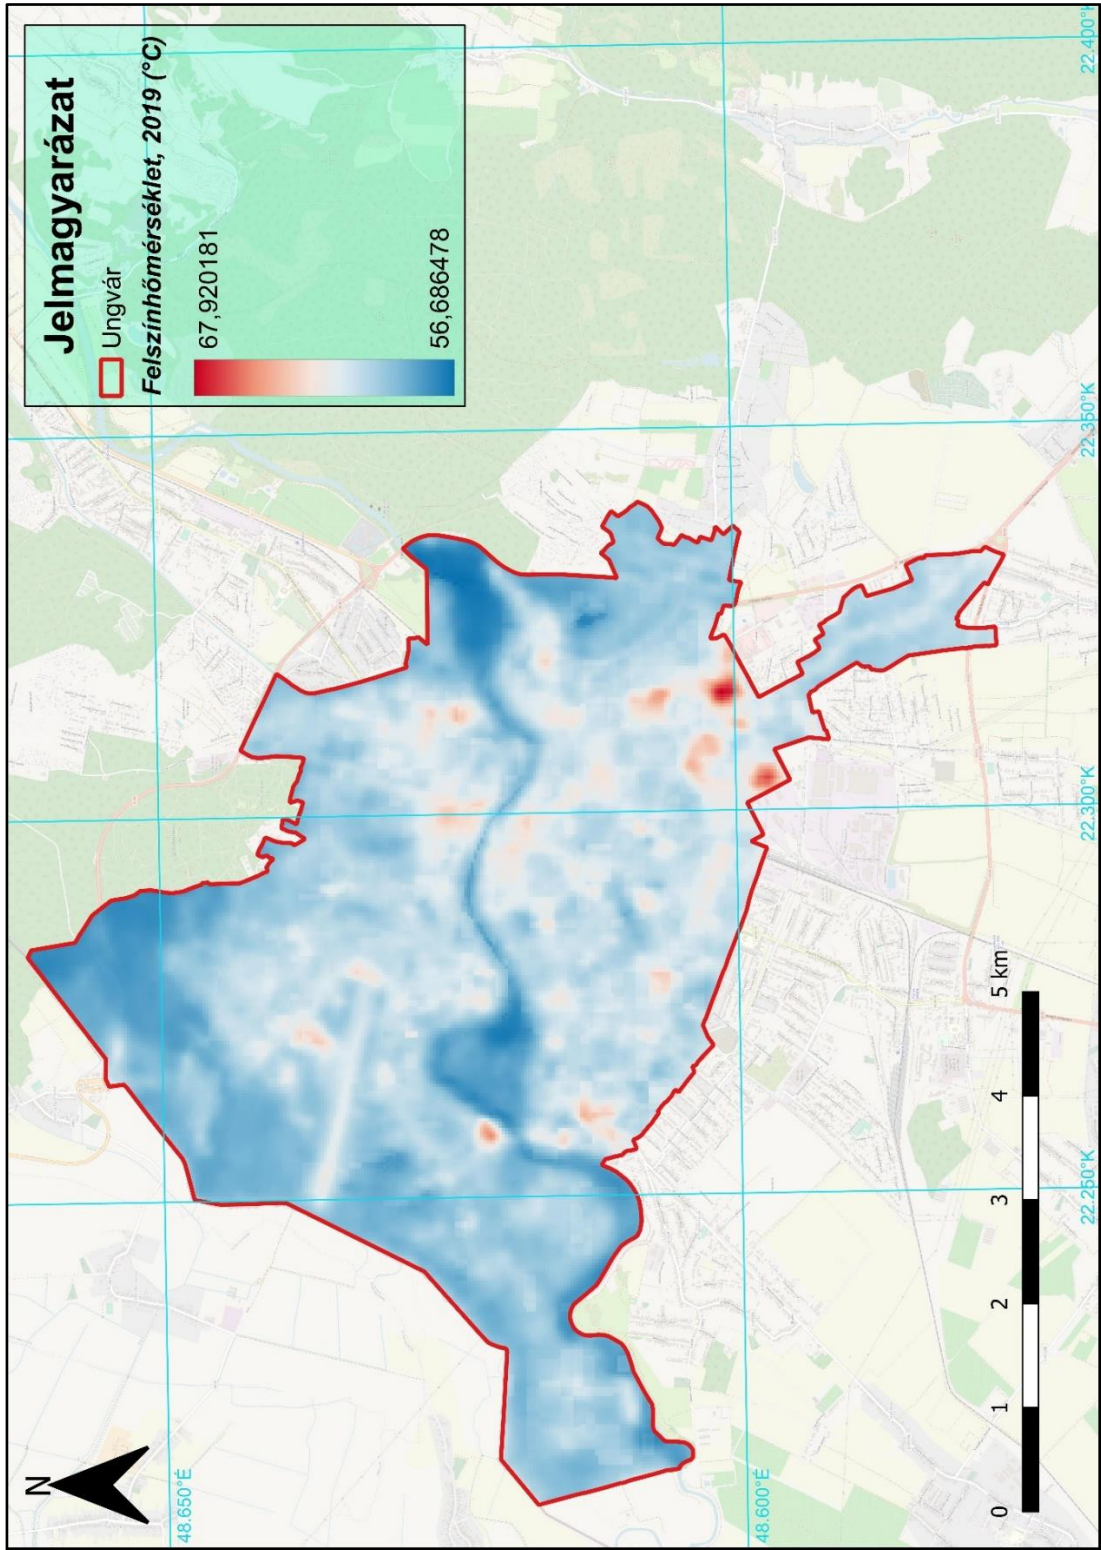 Jelmagyarázat
Ungvár
Felszínhőmérséklet, 2019 (°C)
67,920181
56,686478
N
48.650°É
48.600°É
22.250°K
22.300°K
22.350°K
22.400°K
0 1 2 3 4 5 km